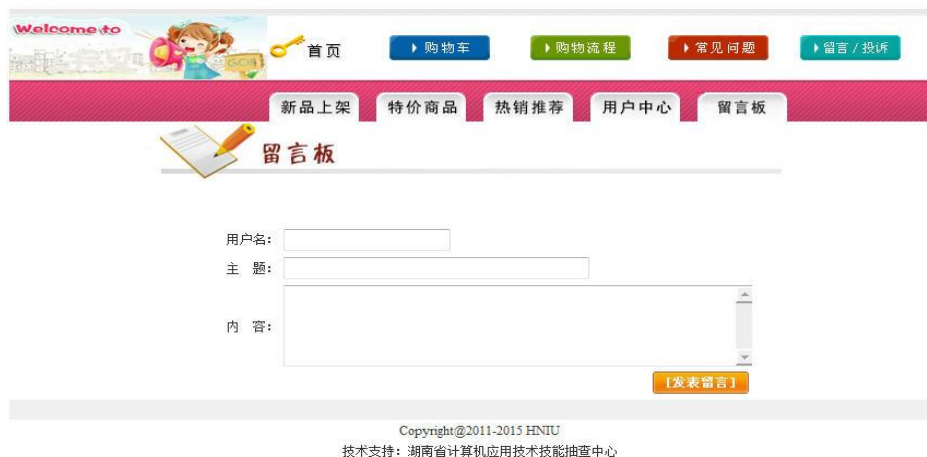 Welcome to
GO!
首页
购物车
购物流程
常见问题
留言/投诉
新品上架
特价商品
热销推荐
用户中心
留言板
留言板
用户名:
主 题:
内 容:
[发表留言]
Copyright@2011-2015 HNIU
技术支持：湖南省计算机应用技术技能抽查中心